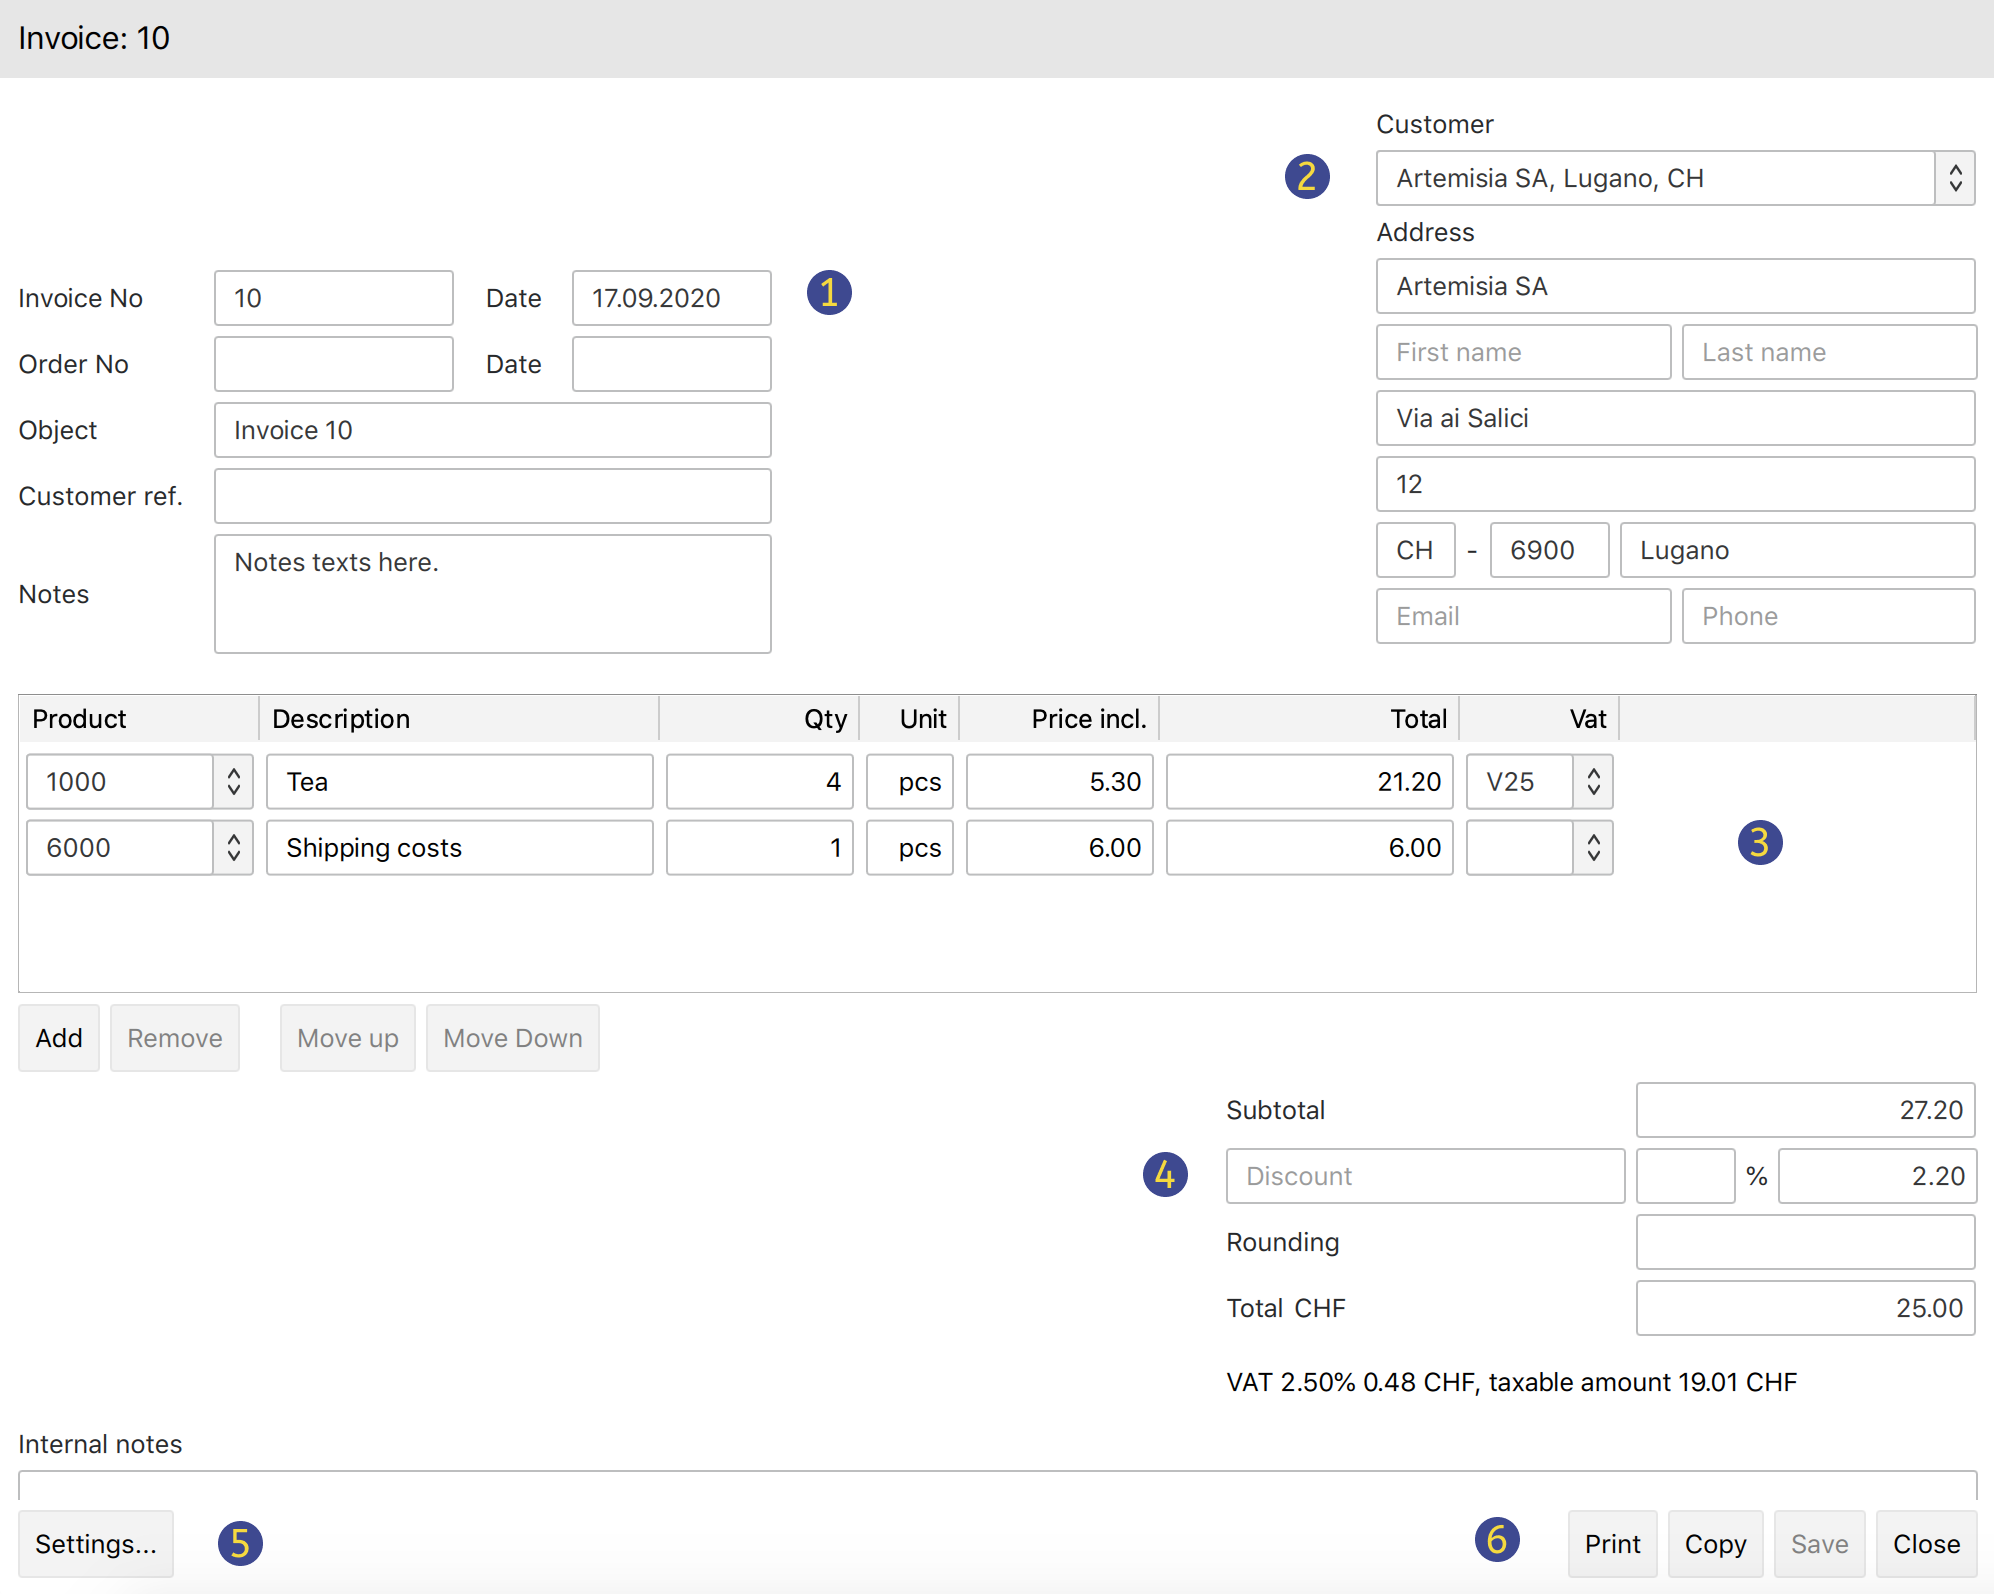 Invoice: 10
Customer
2 Artemisia SA, Lugano, CH
Address
Artemisia SA
Invoice No 10 Date 17.09.2020 1
First name Last name
Order No Date
Via ai Salici
Object Invoice 10
12
Customer ref.
CH - 6900 Lugano
Notes Notes texts here.
Email Phone
Product Description Qty Unit Price incl. Total Vat
1000 Tea 4 pcs 5.30 21.20 V25
6000 Shipping costs 1 pcs 6.00 6.00 3
Add Remove Move up Move Down
Subtotal 27.20
4 Discount % 2.20
Rounding
Total CHF 25.00
VAT 2.50% 0.48 CHF, taxable amount 19.01 CHF
Internal notes
Settings... 5 6 Print Copy Save Close